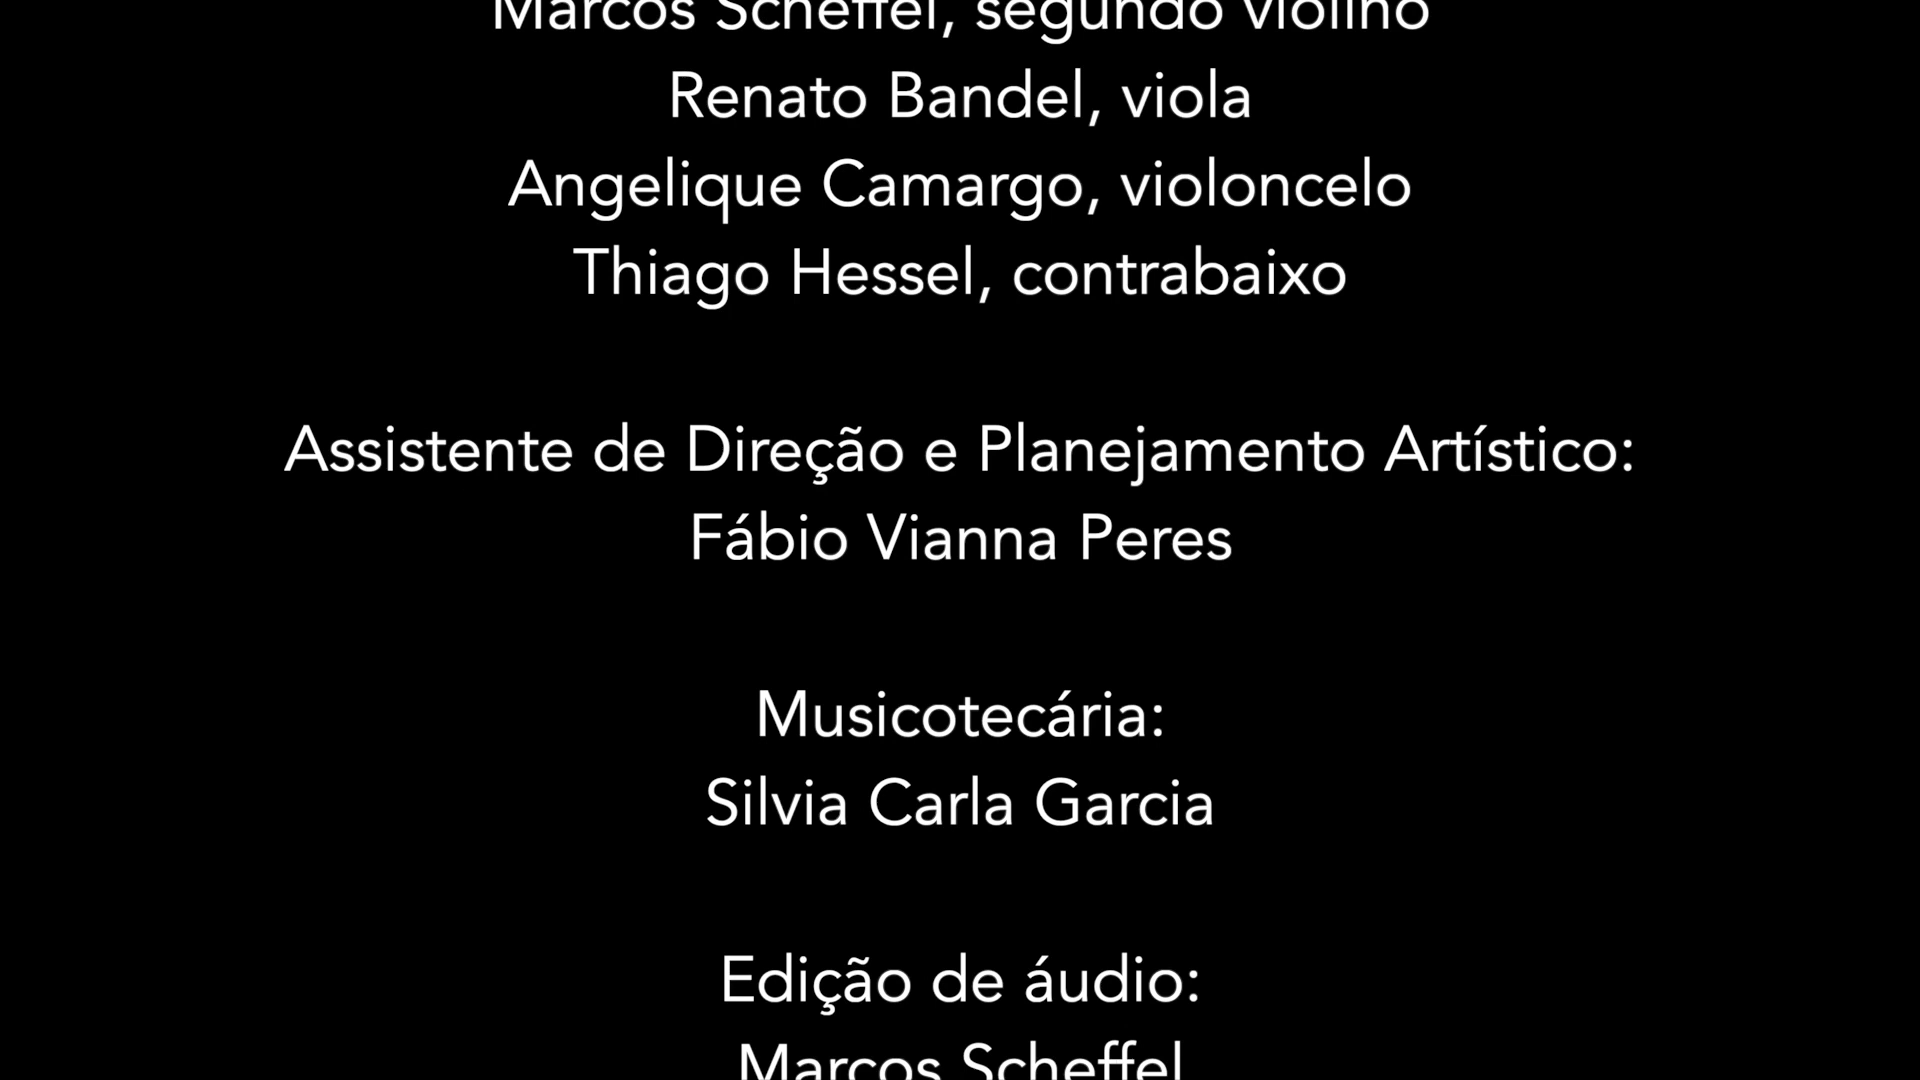 Marcos Scheffel, segundo violino
Renato Bandel, viola
Angelique Camargo, violoncelo
Thiago Hessel, contrabaixo
Assistente de Direção e Planejamento Artístico:
Fábio Vianna Peres
Musicotecária:
Silvia Carla Garcia
Edição de áudio:
Marcos Scheffel